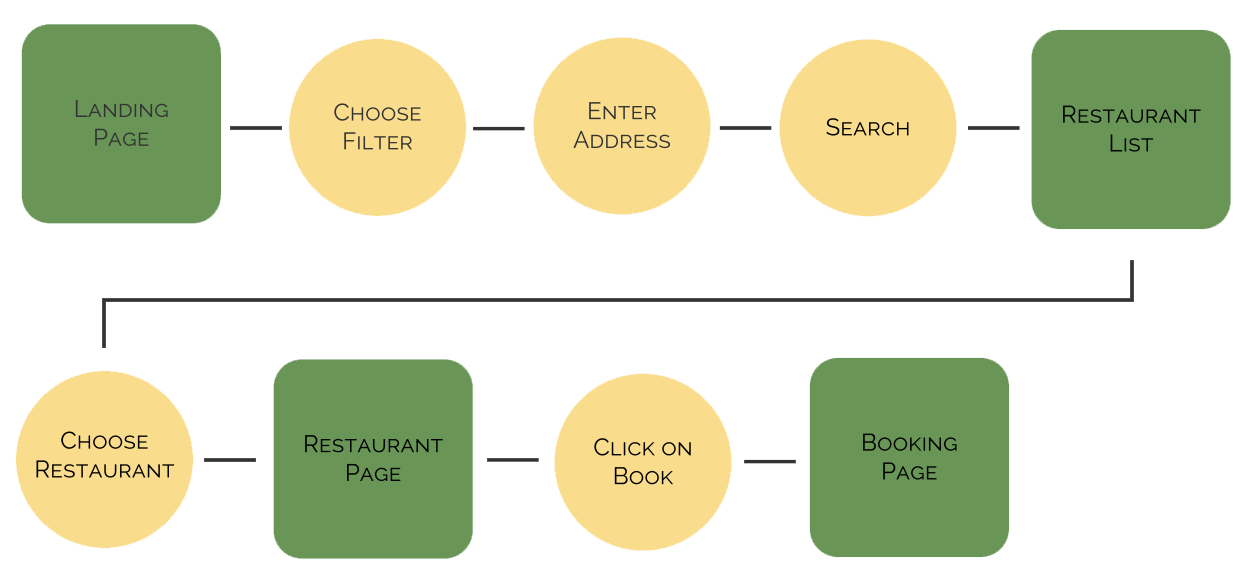 Landing
Page
Choose
Filter
Enter
Address
Search
Restaurant
List
Choose
Restaurant
Restaurant
Page
Click on
Book
Booking
Page